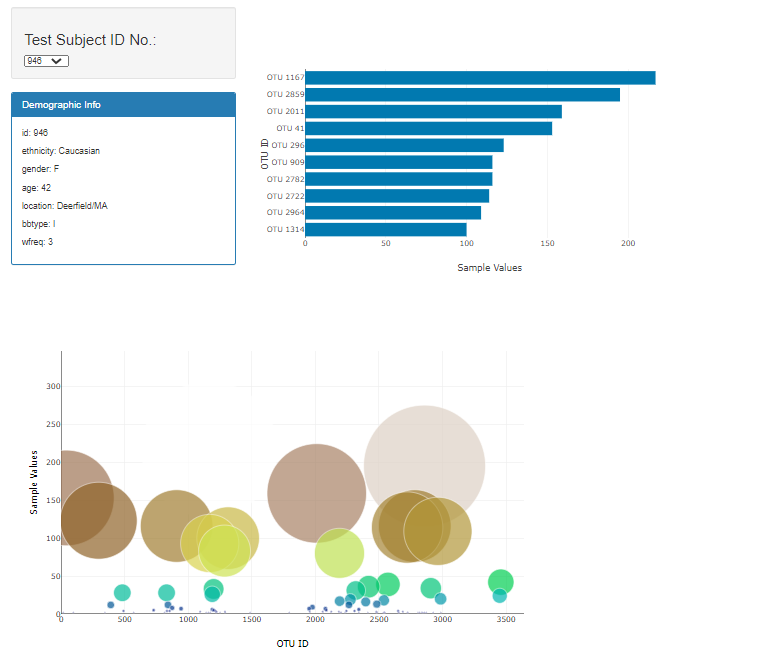 Test Subject ID No.:
946
Demographic Info
id: 946
ethnicity: Caucasian
gender: F
age: 42
location: Deerfield/MA
bbtype: I
wfreq: 3
OTU ID
OTU 1167
OTU 2859
OTU 2011
OTU 41
OTU 296
OTU 909
OTU 2782
OTU 2722
OTU 2964
OTU 1314
0 50 100 150 200
Sample Values
Sample Values
300
250
200
150
100
50
0
0 500 1000 1500 2000 2500 3000 3500
OTU ID